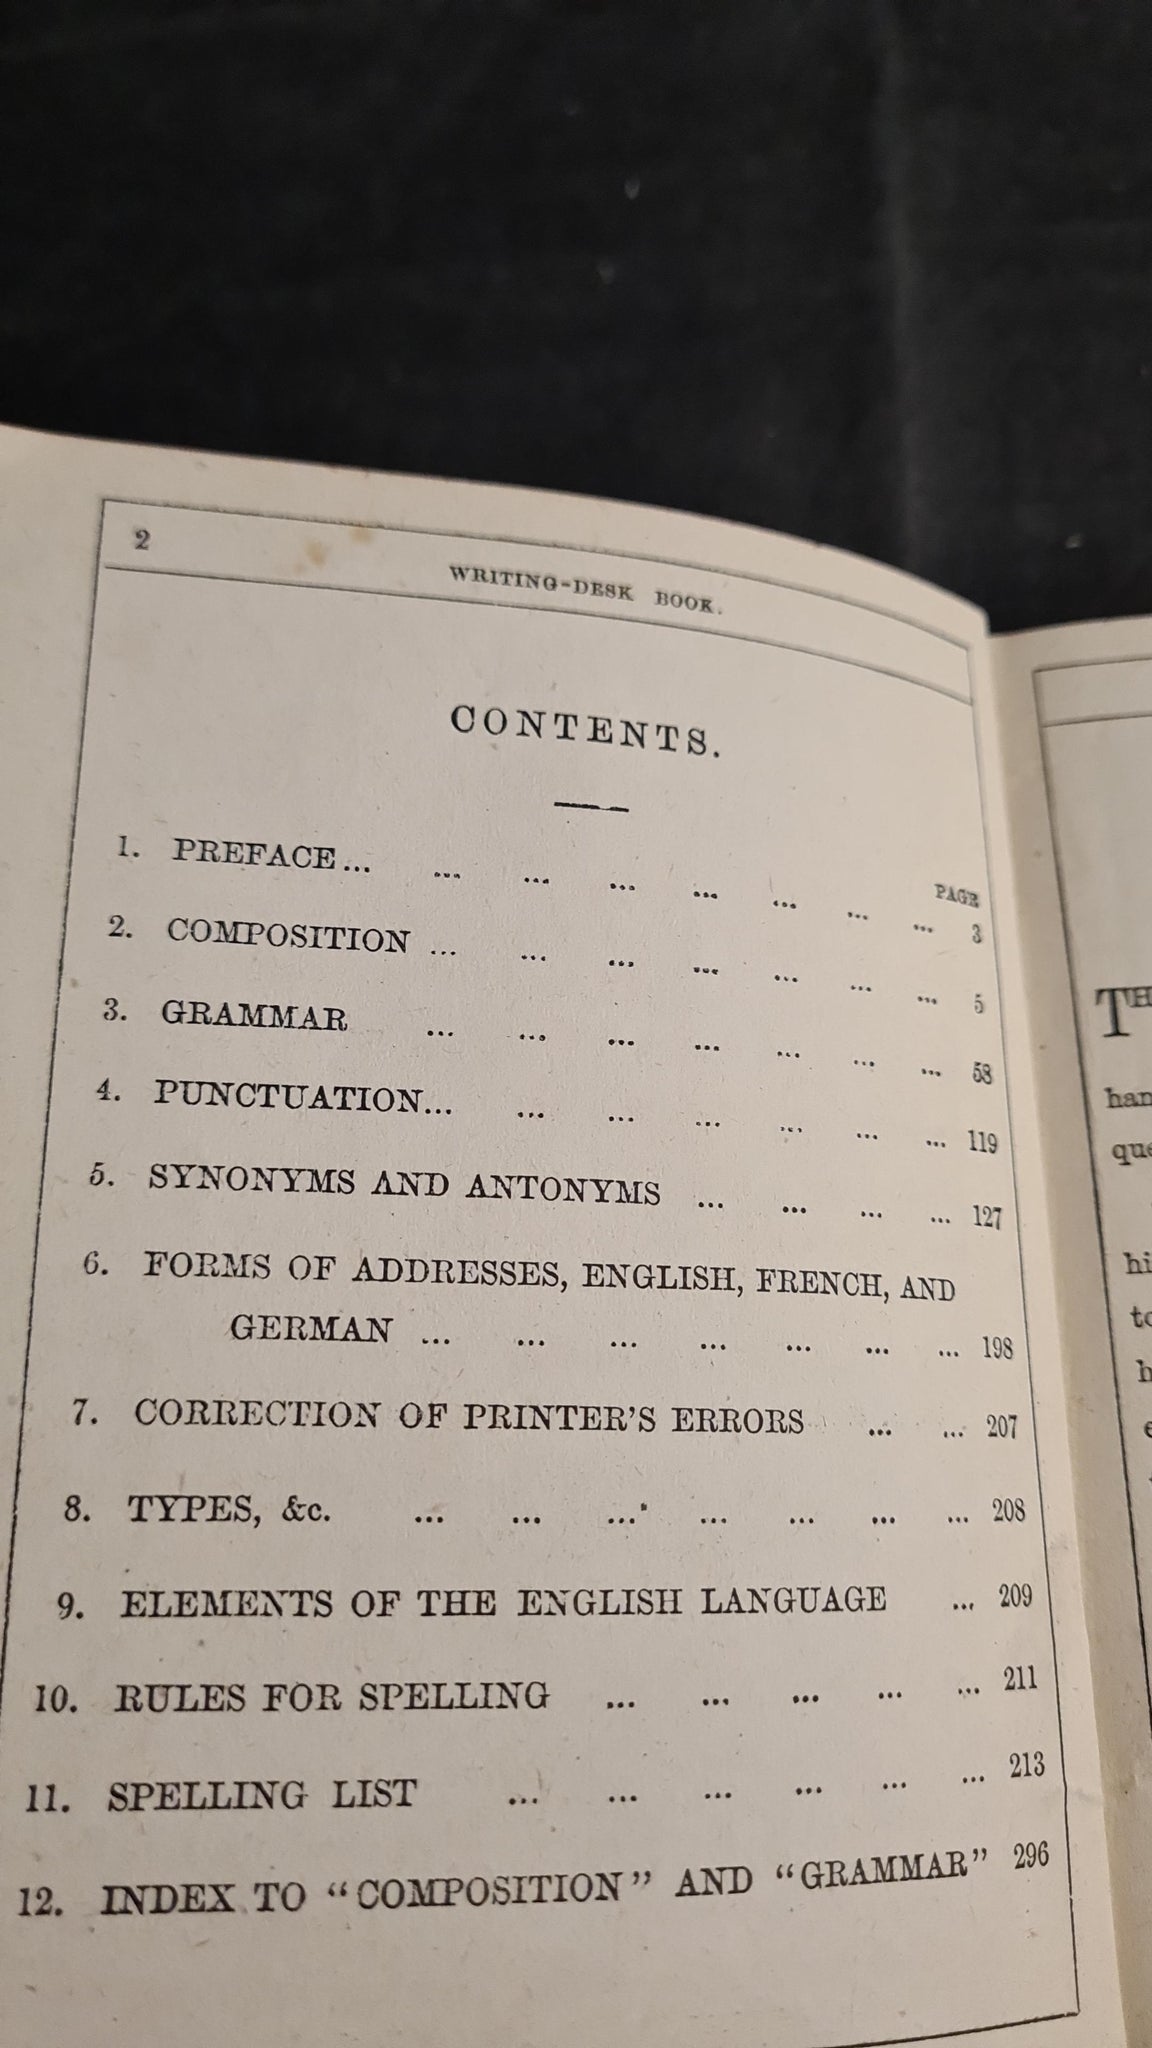 2
WRITING-DESK BOOK.
CONTENTS.
PAGE
1. PREFACE... ... ... ... ... ... ... ... 3
2. COMPOSITION ... ... ... ... ... ... ... 5
3. GRAMMAR ... ... ... ... ... ... ... 58
4. PUNCTUATION... ... ... ... ... ... ... 119
5. SYNONYMS AND ANTONYMS ... ... ... ... 127
6. FORMS OF ADDRESSES, ENGLISH, FRENCH, AND
GERMAN ... ... ... ... ... ... ... 198
7. CORRECTION OF PRINTER'S ERRORS ... ... 207
8. TYPES, &c. ... ... ... ... ... ... ... 208
9. ELEMENTS OF THE ENGLISH LANGUAGE ... 209
10. RULES FOR SPELLING ... ... ... ... ... 211
11. SPELLING LIST ... ... ... ... ... 213
12. INDEX TO "COMPOSITION" AND "GRAMMAR" 296